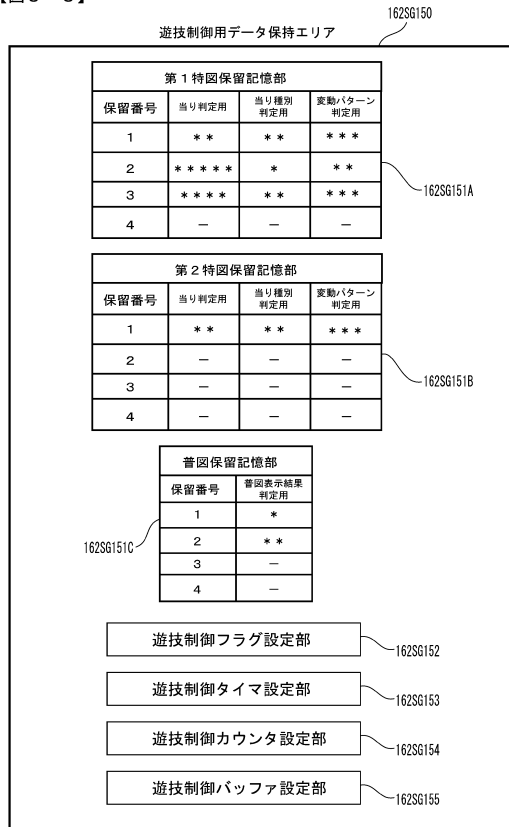 162SG150
遊技制御用データ保持エリア
第1特図保留記憶部
保留番号 当り判定用 当り種別判定用 変動パターン判定用
1 ** ** ***
2 ***** * **
3 **** ** ***
4 － － －
162SG151A
第2特図保留記憶部
保留番号 当り判定用 当り種別判定用 変動パターン判定用
1 ** ** ***
2 － － －
3 － － －
4 － － －
162SG151B
普図保留記憶部
保留番号 普図表示結果判定用
1 *
2 **
3 －
4 －
162SG151C
遊技制御フラグ設定部
162SG152
遊技制御タイマ設定部
162SG153
遊技制御カウンタ設定部
162SG154
遊技制御バッファ設定部
162SG155